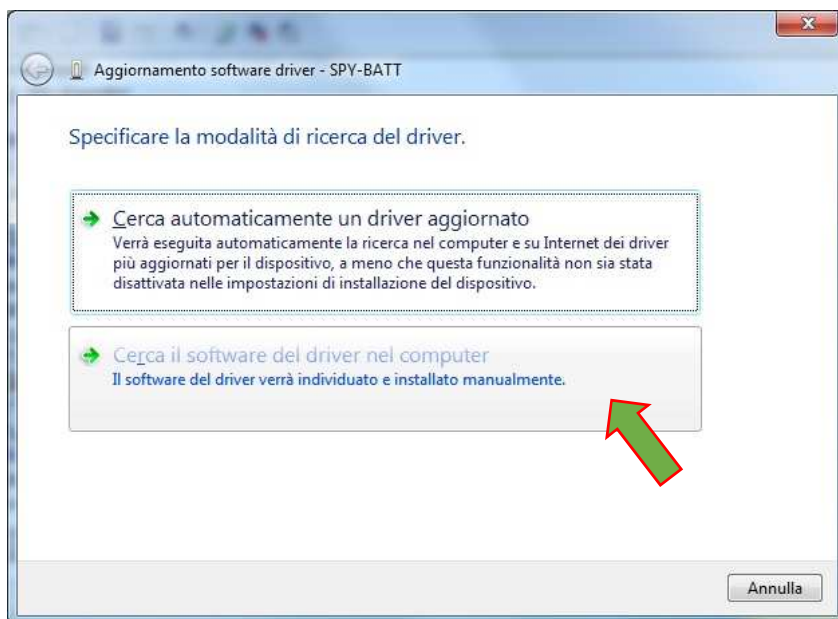 Aggiornamento software driver - SPY-BATT
Specificare la modalità di ricerca del driver.
Cerca automaticamente un driver aggiornato
Verrà eseguita automaticamente la ricerca nel computer e su Internet dei driver
più aggiornati per il dispositivo, a meno che questa funzionalità non sia stata
disattivata nelle impostazioni di installazione del dispositivo.
Cerca il software del driver nel computer
Il software del driver verrà individuato e installato manualmente.
Annulla